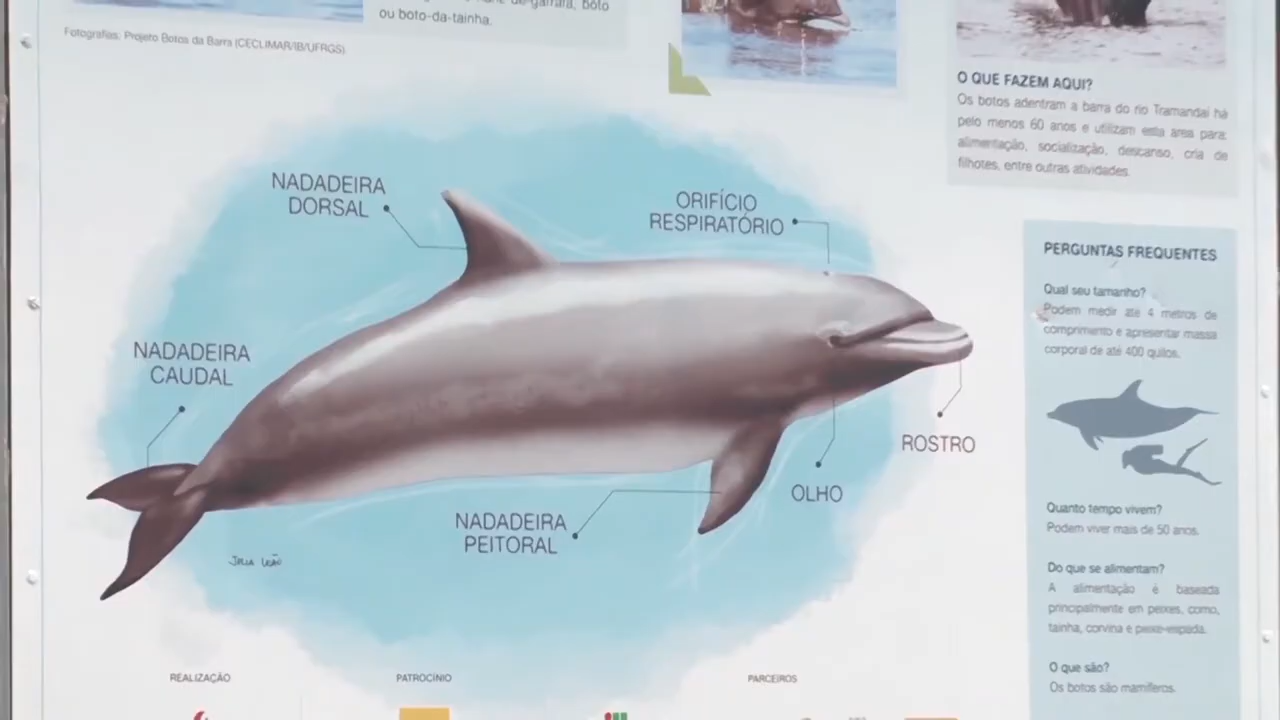 boto
ou boto-da-tainha.
Fotografias: Projeto Botos da Barra (CECLIMAR/IB/UFRGS)
O QUE FAZEM AQUI?
Os botos adentram a barra do rio Tramandaí há
pelo menos 60 anos e utilizam esta área para:
alimentação, socialização, descanso, cria de
filhotes, entre outras atividades.
NADADEIRA
DORSAL
ORIFÍCIO
RESPIRATÓRIO
NADADEIRA
CAUDAL
ROSTRO
OLHO
NADADEIRA
PEITORAL
JULIA LEÃO
PERGUNTAS FREQUENTES
Qual seu tamanho?
Podem medir até 4 metros de
comprimento e apresentar massa
corporal de até 400 quilos.
Quanto tempo vivem?
Podem viver mais de 50 anos.
Do que se alimentam?
A alimentação é baseada
principalmente em peixes, como,
tainha, corvina e peixe-espada.
O que são?
Os botos são mamíferos.
REALIZAÇÃO
PATROCÍNIO
PARCEIROS